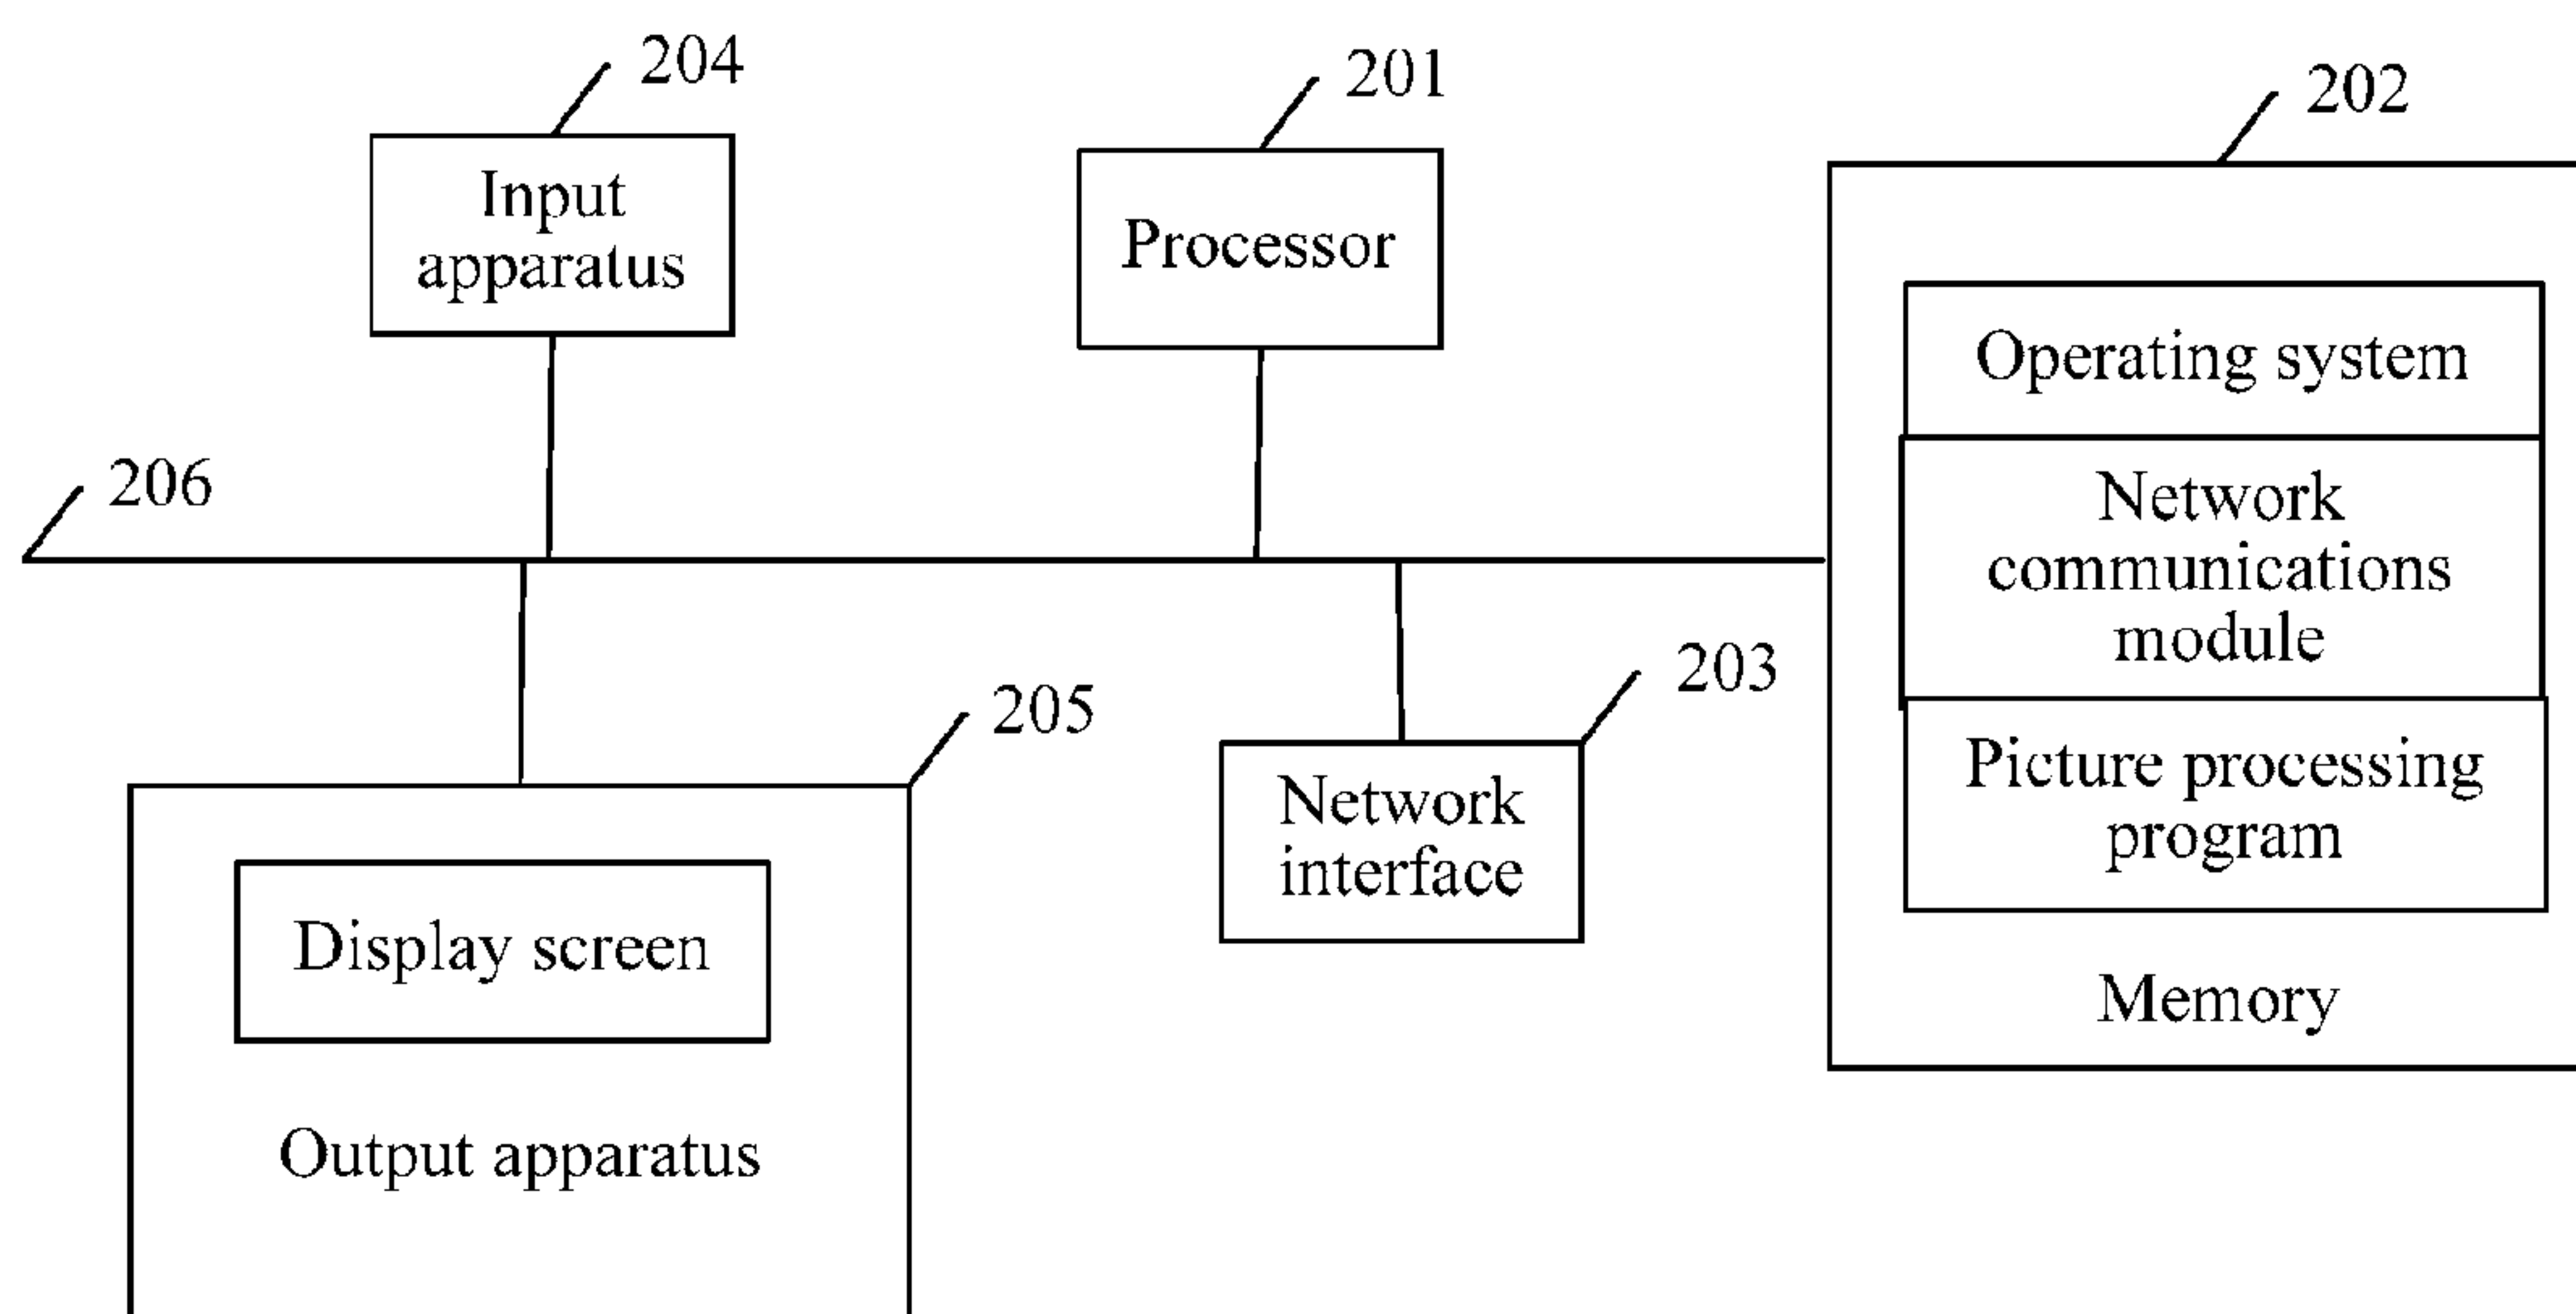 204
201
202
Input
apparatus
Processor
Operating system
206
Network
communications
module
203
205
Picture processing
program
Network
interface
Display screen
Memory
Output apparatus